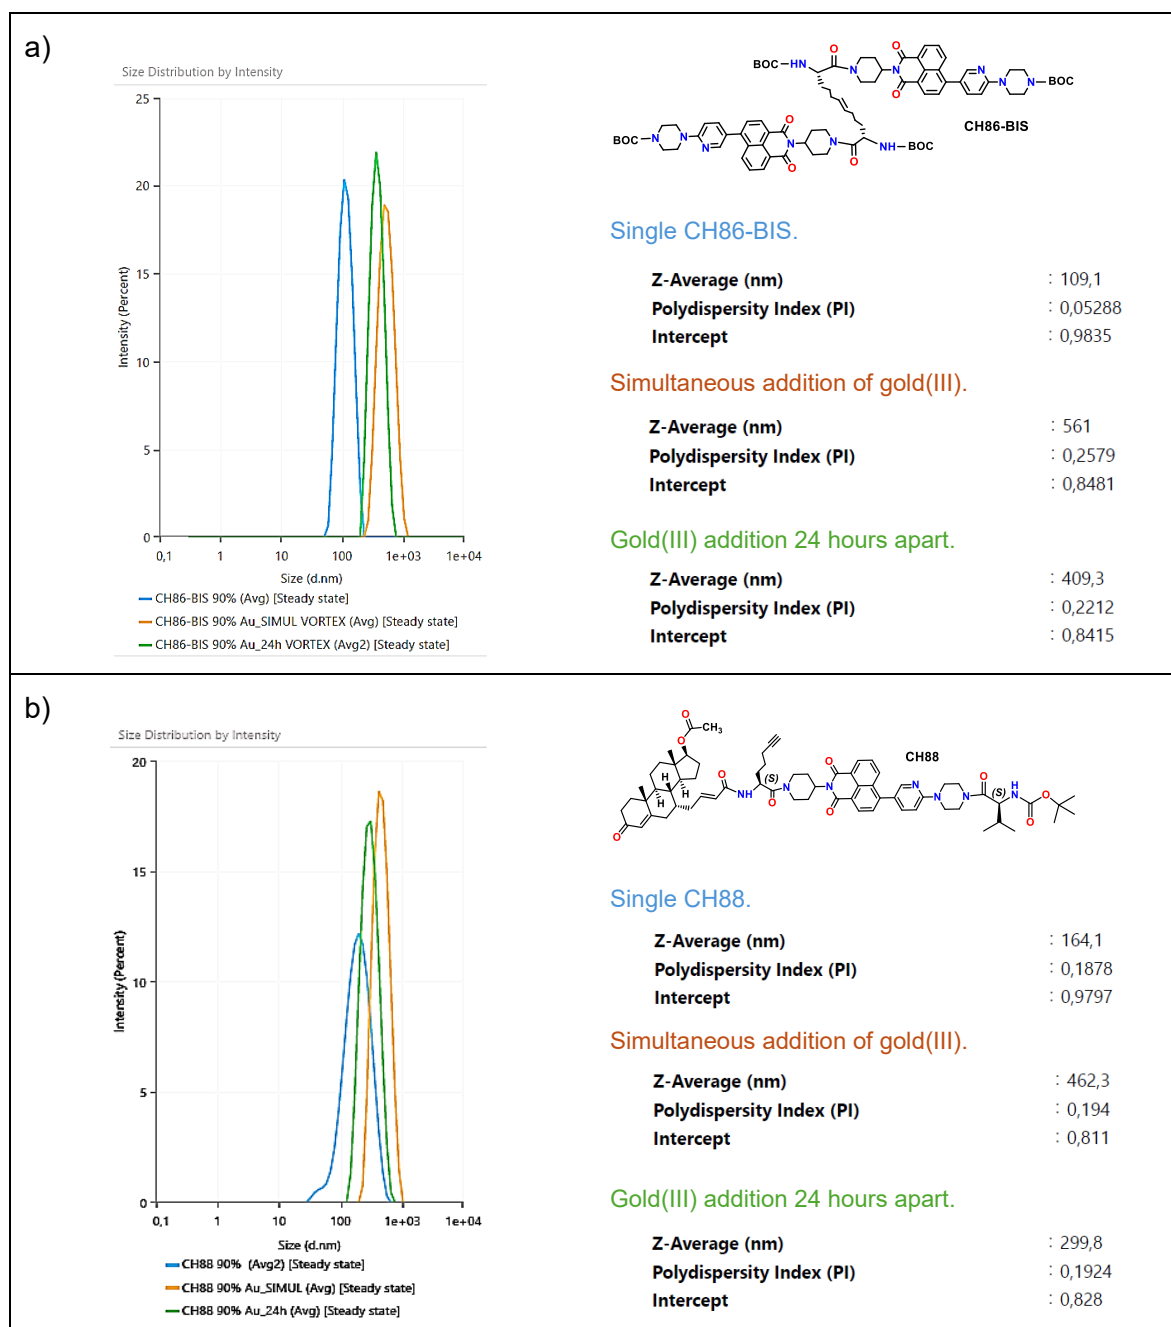 a)
Size Distribution by Intensity
25
20
15
10
5
0
Intensity (Percent)
0,1 1 10 100 1e+03 1e+04
Size (d.nm)
CH86-BIS 90% (Avg) [Steady state]
CH86-BIS 90% Au_SIMUL VORTEX (Avg) [Steady state]
CH86-BIS 90% Au_24h VORTEX (Avg2) [Steady state]
BOC HN O N N O O N N N BOC
CH86-BIS
BOC N N N O O N N O NH BOC
Single CH86-BIS.
Z-Average (nm) : 109,1
Polydispersity Index (PI) : 0,05288
Intercept : 0,9835
Simultaneous addition of gold(III).
Z-Average (nm) : 561
Polydispersity Index (PI) : 0,2579
Intercept : 0,8481
Gold(III) addition 24 hours apart.
Z-Average (nm) : 409,3
Polydispersity Index (PI) : 0,2212
Intercept : 0,8415
b)
Size Distribution by Intensity
20
15
10
5
0
Intensity (Percent)
0,1 1 10 100 1e+03 1e+04
Size (d.nm)
CH88 90% (Avg2) [Steady state]
CH88 90% Au_SIMUL (Avg) [Steady state]
CH88 90% Au_24h (Avg) [Steady state]
O O CH3 H H H O O NH (S) O N N O O N N N O (S) H N O O
CH88
Single CH88.
Z-Average (nm) : 164,1
Polydispersity Index (PI) : 0,1878
Intercept : 0,9797
Simultaneous addition of gold(III).
Z-Average (nm) : 462,3
Polydispersity Index (PI) : 0,194
Intercept : 0,811
Gold(III) addition 24 hours apart.
Z-Average (nm) : 299,8
Polydispersity Index (PI) : 0,1924
Intercept : 0,828